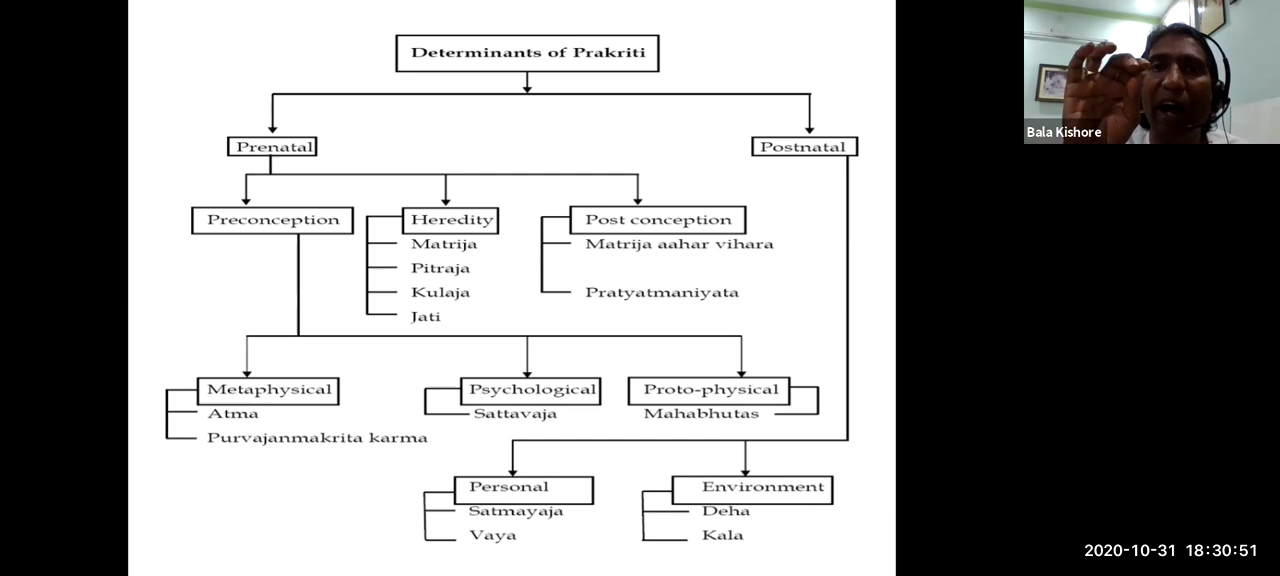 Determinants of Prakriti
Prenatal
Postnatal
Preconception
Heredity
Post conception
Matrija
Matrija aahar vihara
Pitraja
Kulaja
Pratyatmaniyata
Jati
Metaphysical
Psychological
Proto-physical
Atma
Sattavaja
Mahabhutas
Purvajanmakrita karma
Personal
Environment
Satmayaja
Deha
Vaya
Kala
Bala Kishore
2020-10-31 18:30:51